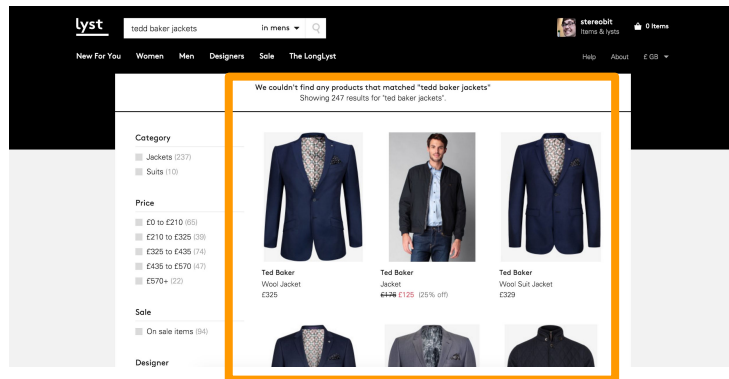 lyst
tedd baker jackets in mens
stereobit
Items & lysts
0 Items
New For You Women Men Designers Sale The LongLyst
Help About £ GB
We couldn't find any products that matched "tedd baker jackets"
Showing 247 results for 'ted baker jackets'.
Category
Jackets (237)
Suits (10)
Price
£0 to £210 (65)
£210 to £325 (39)
£325 to £435 (74)
£435 to £570 (47)
£570+ (22)
Sale
On sale items (94)
Designer
Ted Baker
Wool Jacket
£325
Ted Baker
Jacket
£176 £125 (25% off)
Ted Baker
Wool Suit Jacket
£329